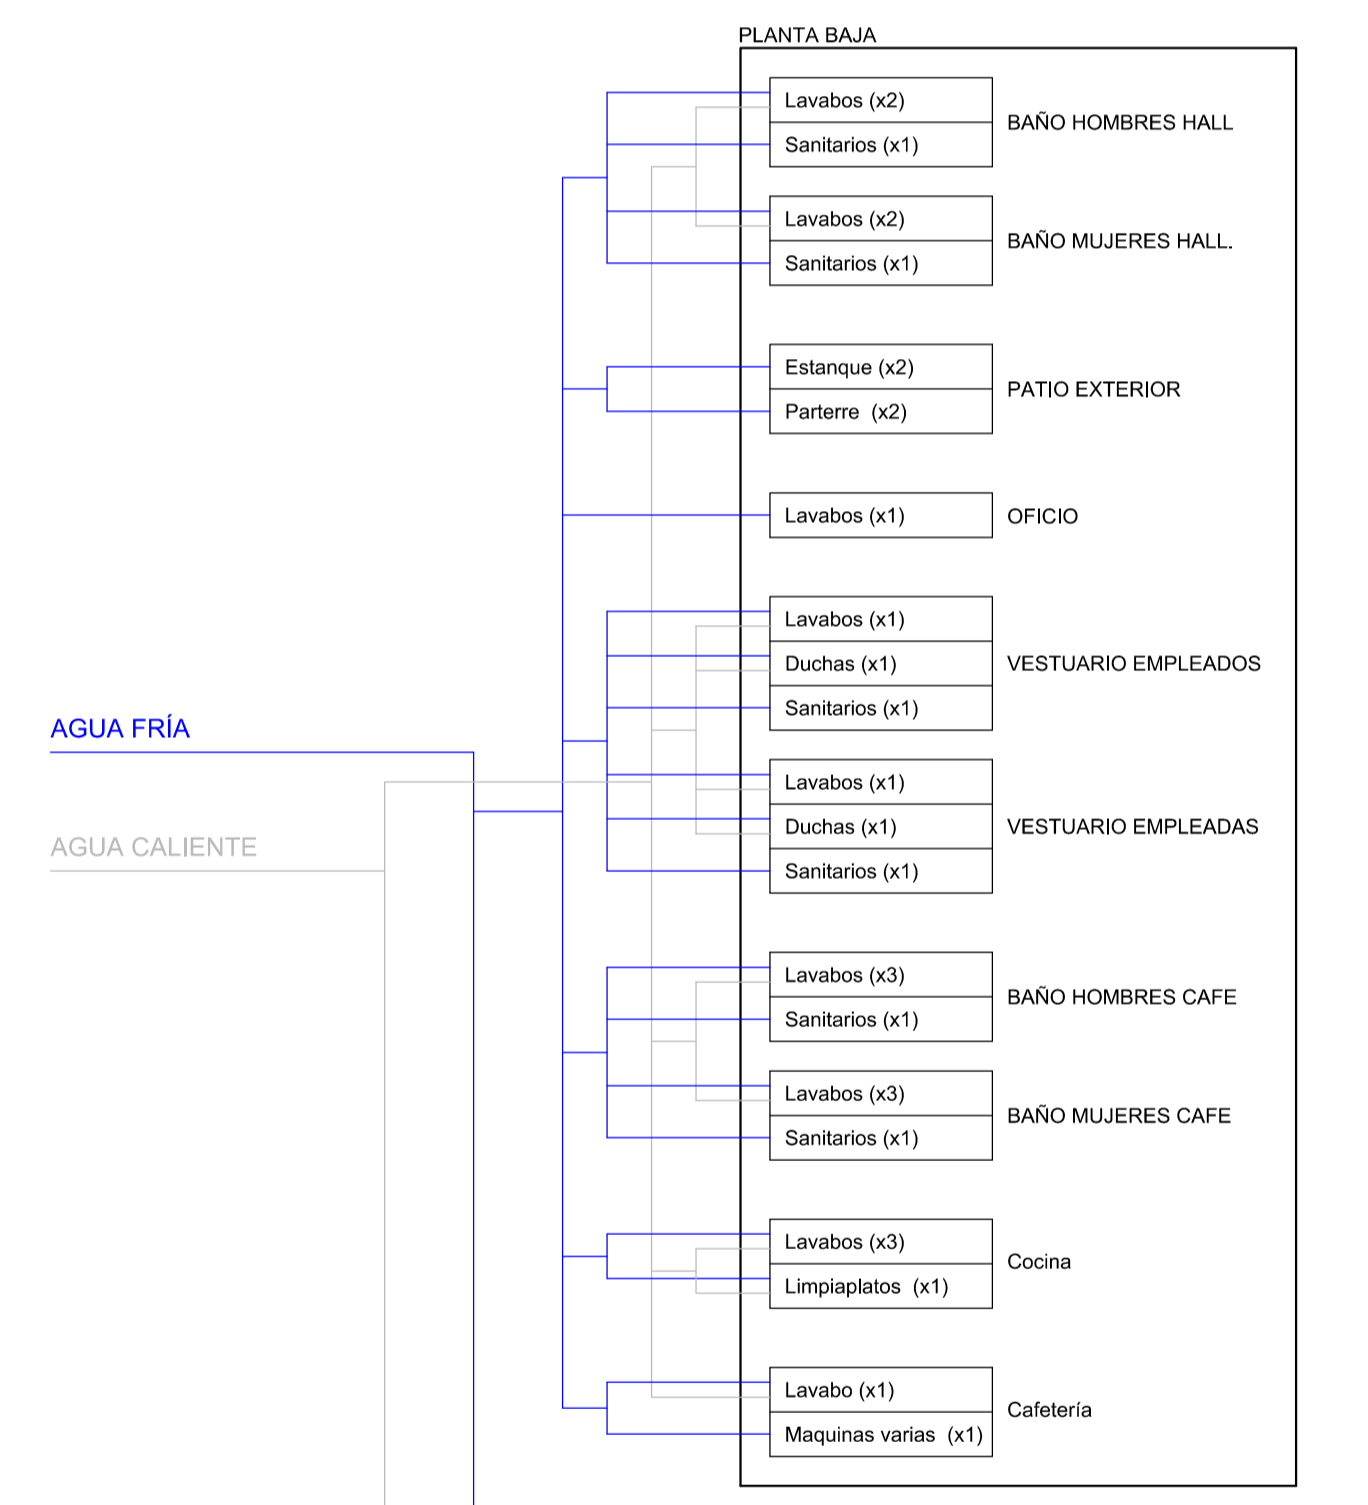 PLANTA BAJA
Lavabos (x2)
BAÑO HOMBRES HALL
Sanitarios (x1)
Lavabos (x2)
BAÑO MUJERES HALL.
Sanitarios (x1)
Estanque (x2)
PATIO EXTERIOR
Parterre (x2)
Lavabos (x1)
OFICIO
Lavabos (x1)
Duchas (x1)
VESTUARIO EMPLEADOS
Sanitarios (x1)
AGUA FRÍA
Lavabos (x1)
Duchas (x1)
VESTUARIO EMPLEADAS
AGUA CALIENTE
Sanitarios (x1)
Lavabos (x3)
BAÑO HOMBRES CAFE
Sanitarios (x1)
Lavabos (x3)
BAÑO MUJERES CAFE
Sanitarios (x1)
Lavabos (x3)
Cocina
Limpiaplatos (x1)
Lavabo (x1)
Cafetería
Maquinas varias (x1)